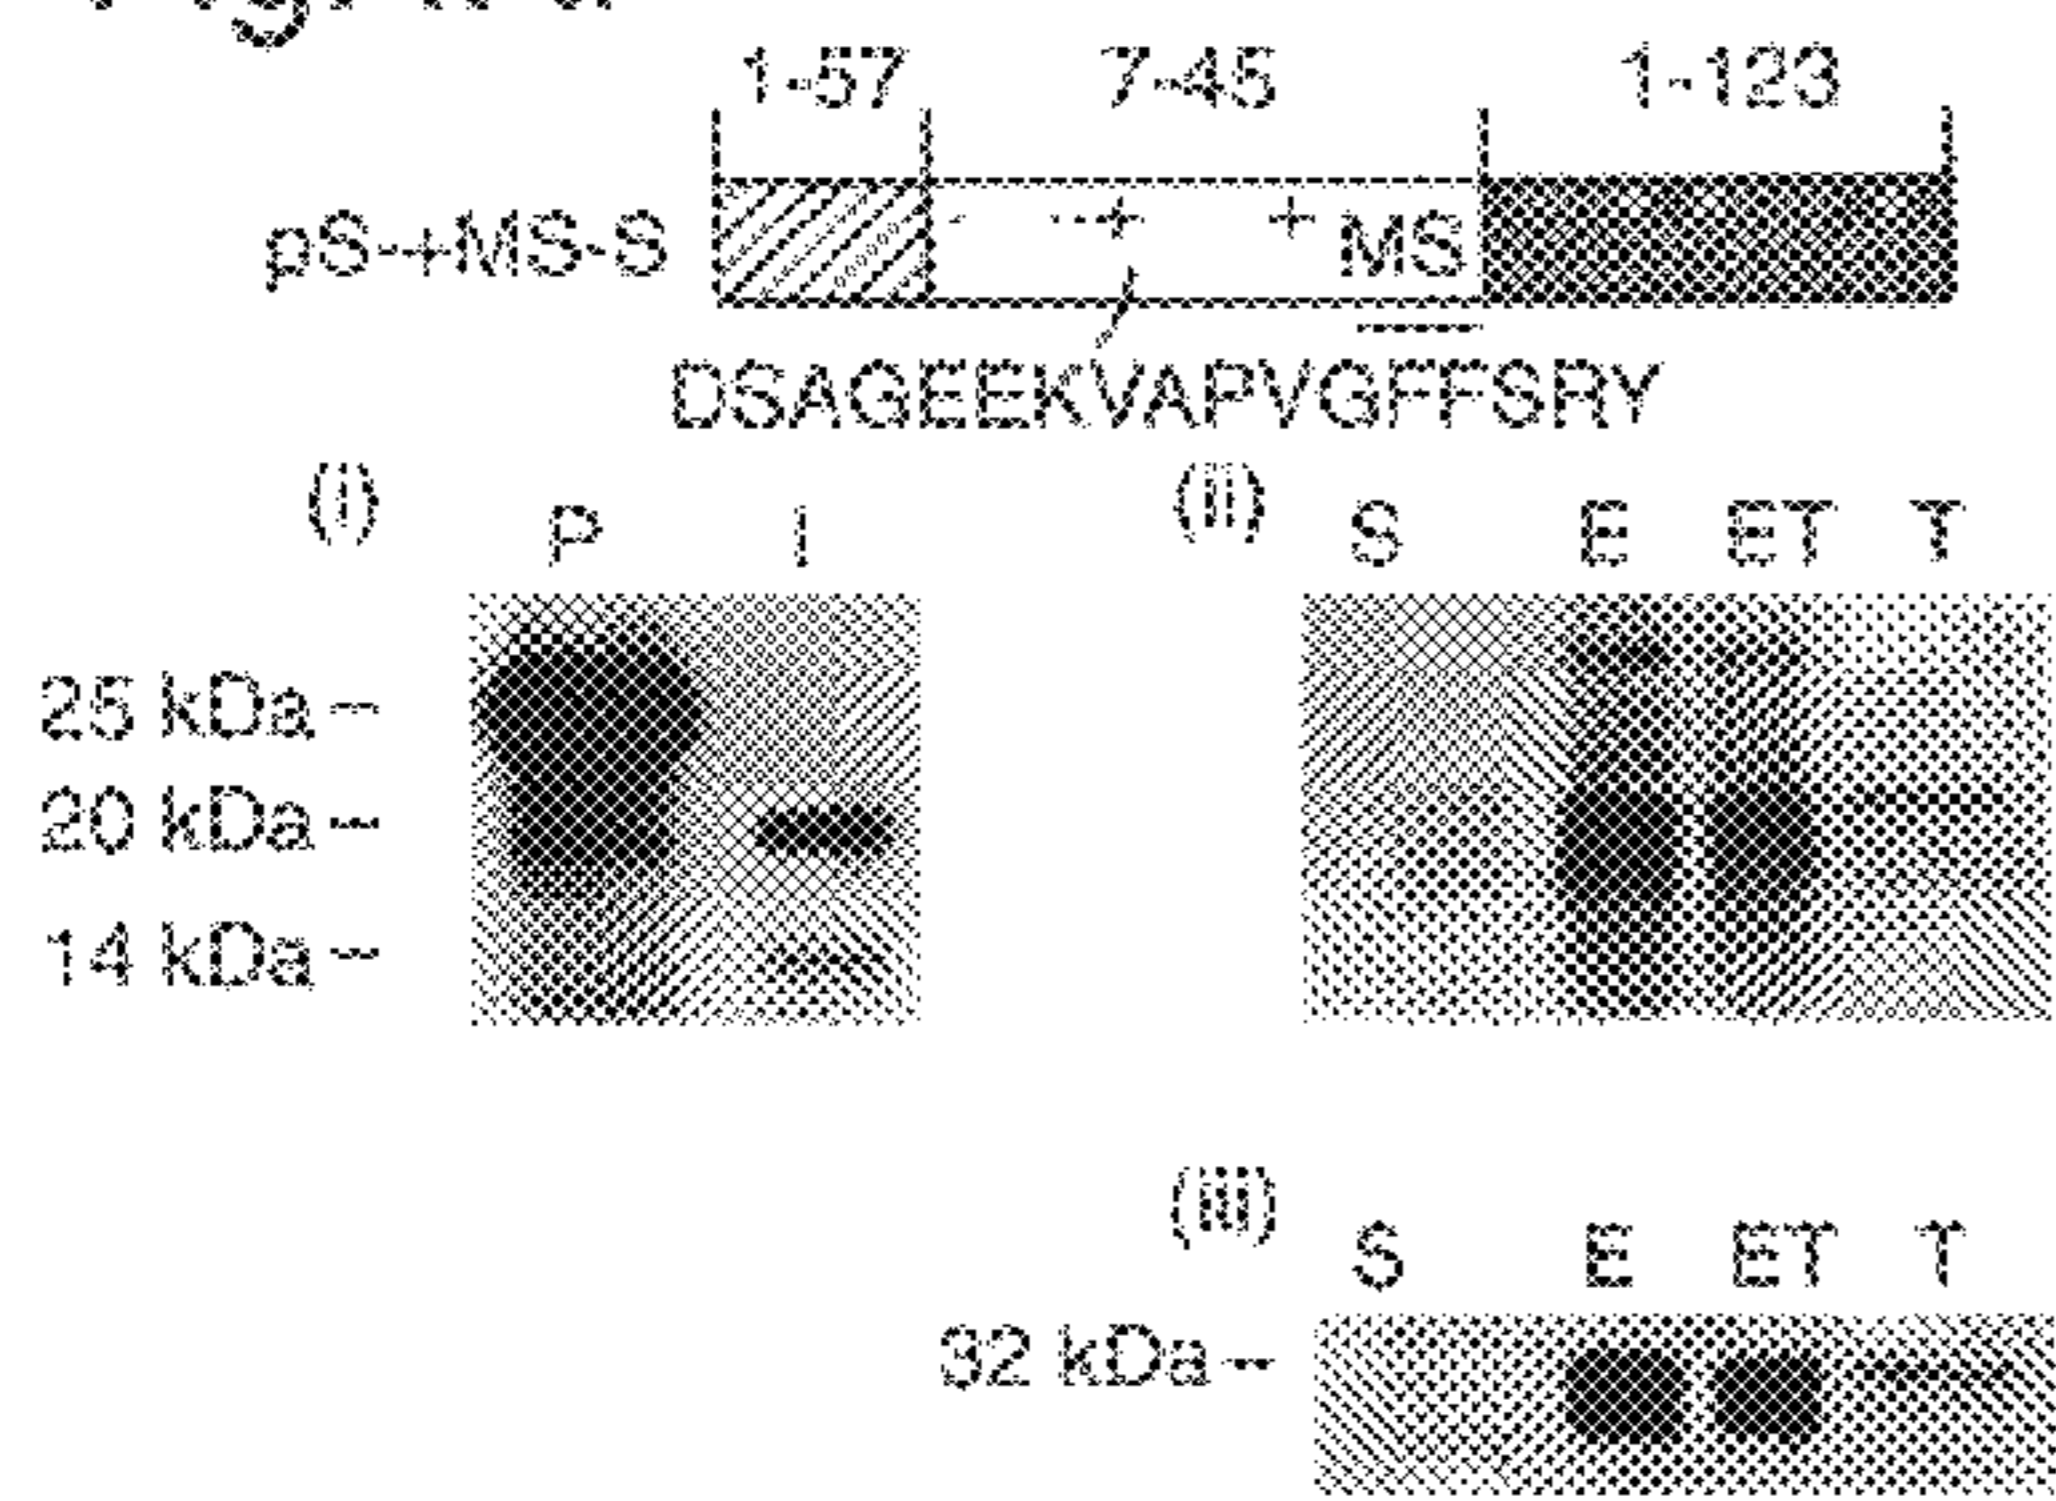 1-57 7-45 1-123
pS-+MS-S - --+ + MS
DSAGEEKVAPVGFFSRY
(i) P I (ii) S E ET T
25 kDa –
20 kDa –
14 kDa –
(iii)
S E ET T
32 kDa –